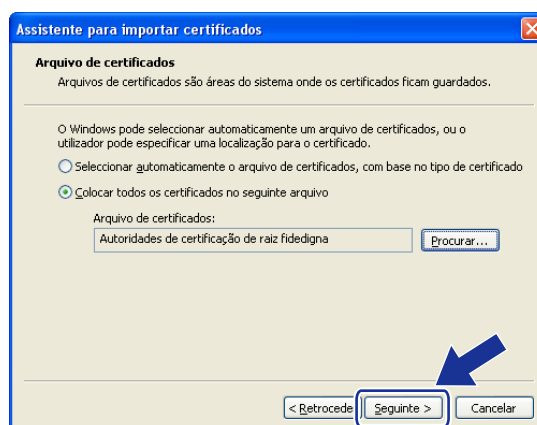 Assistente para importar certificados
Arquivo de certificados
Arquivos de certificados são áreas do sistema onde os certificados ficam guardados.
O Windows pode seleccionar automaticamente um arquivo de certificados, ou o
utilizador pode especificar uma localização para o certificado.
Seleccionar automaticamente o arquivo de certificados, com base no tipo de certificado
Colocar todos os certificados no seguinte arquivo
Arquivo de certificados:
Autoridades de certificação de raiz fidedigna
Procurar...
< Retrocede
Seguinte >
Cancelar